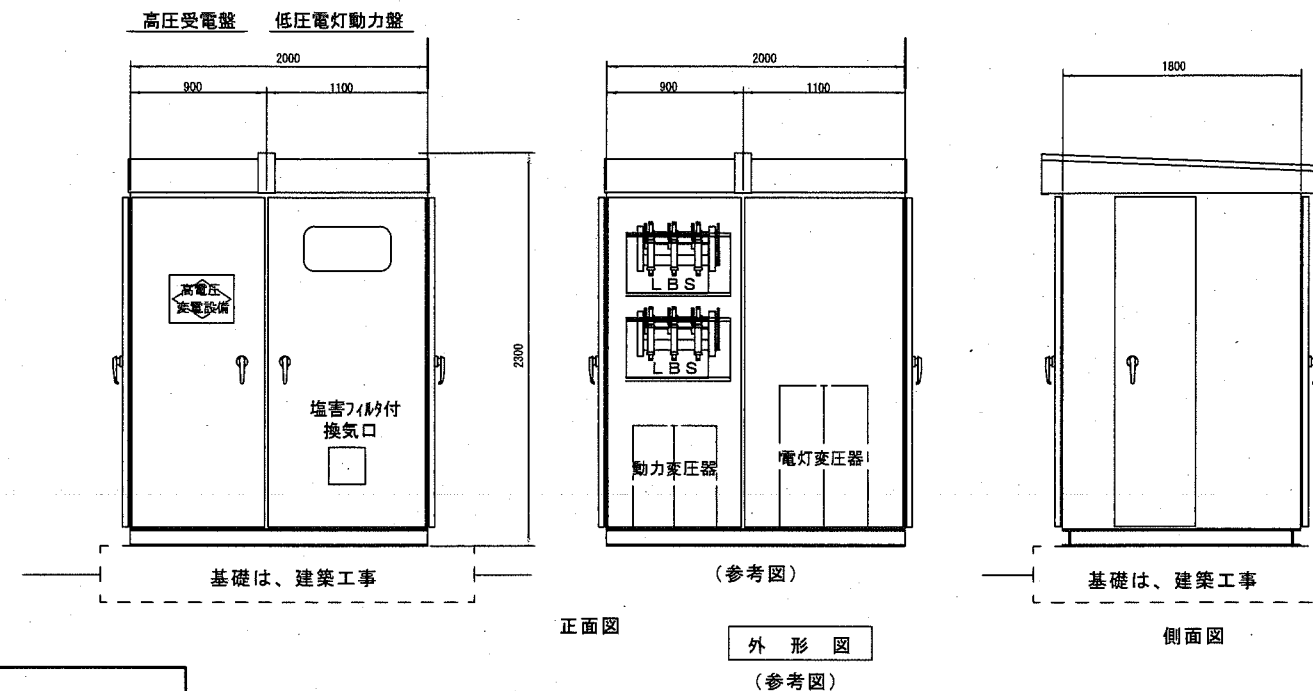 高圧受電盤 低圧電灯動力盤
2000
900 1100
2300
高電圧
変電設備
塩害フィルタ付
換気口
基礎は、建築工事
2000
900 1100
LBS
LBS
動力変圧器
電灯変圧器
(参考図)
正面図
1800
基礎は、建築工事
側面図
外形図
(参考図)